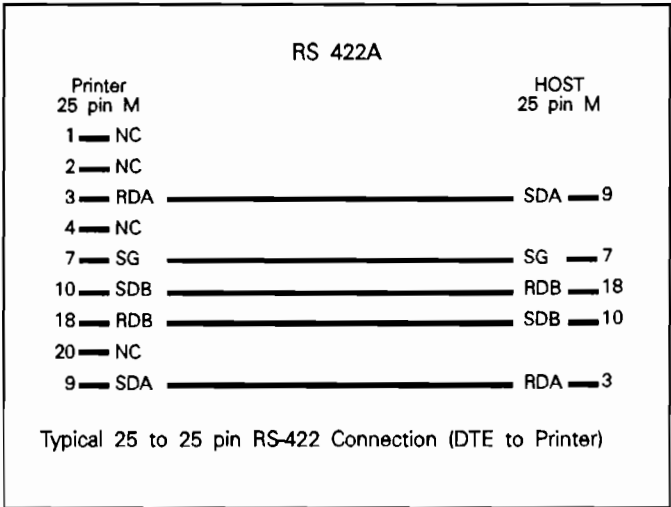 RS 422A
Printer HOST
25 pin M 25 pin M
1 NC
2 NC
3 RDA SDA 9
4 NC
7 SG SG 7
10 SDB RDB 18
18 RDB SDB 10
20 NC
9 SDA RDA 3
Typical 25 to 25 pin RS-422 Connection (DTE to Printer)